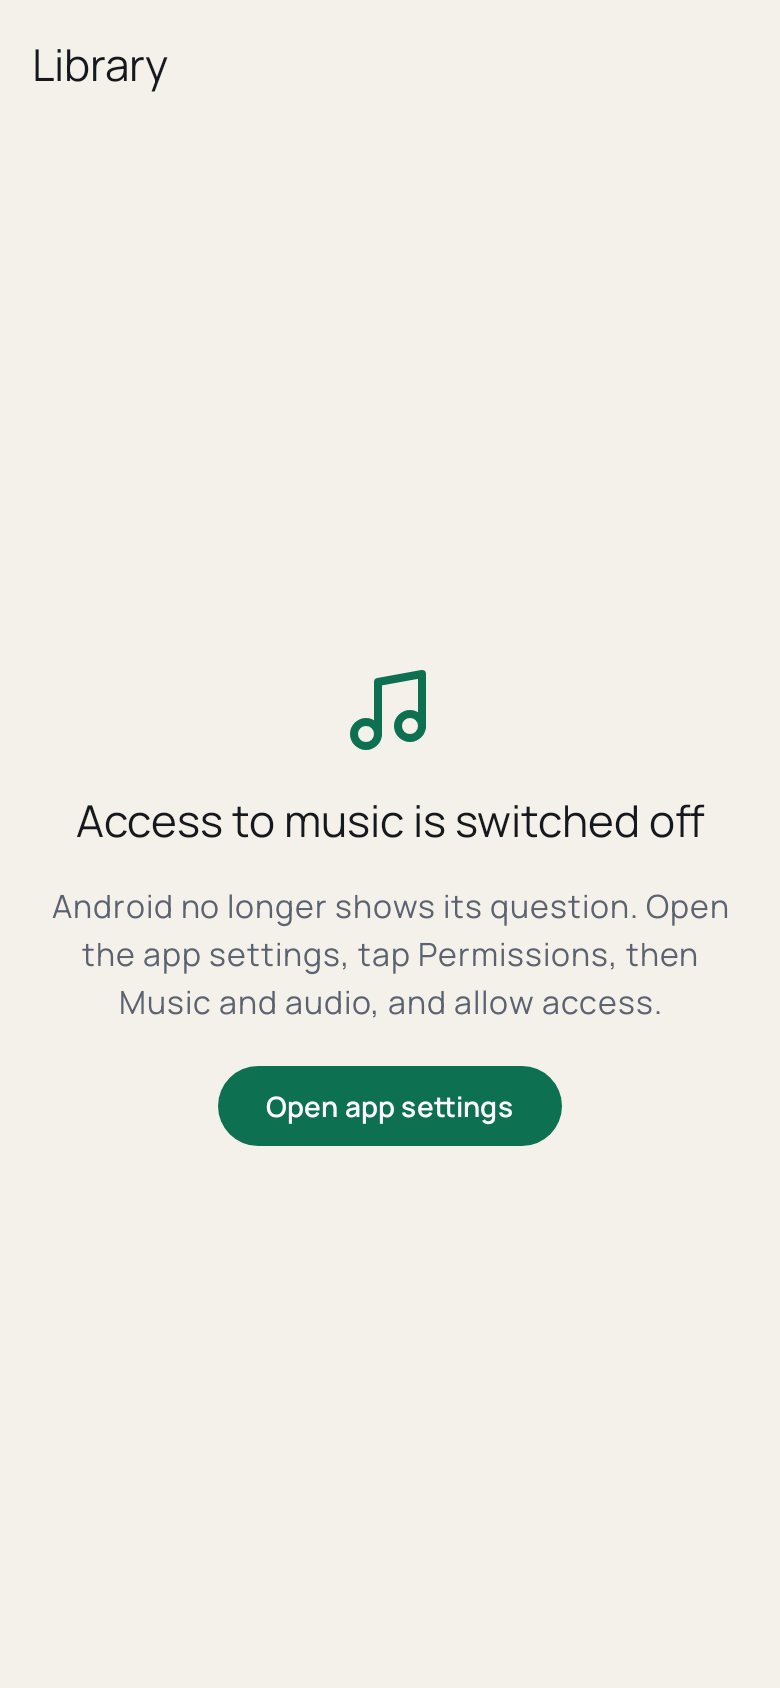 Library
Access to music is switched off
Android no longer shows its question. Open
the app settings, tap Permissions, then
Music and audio, and allow access.
Open app settings